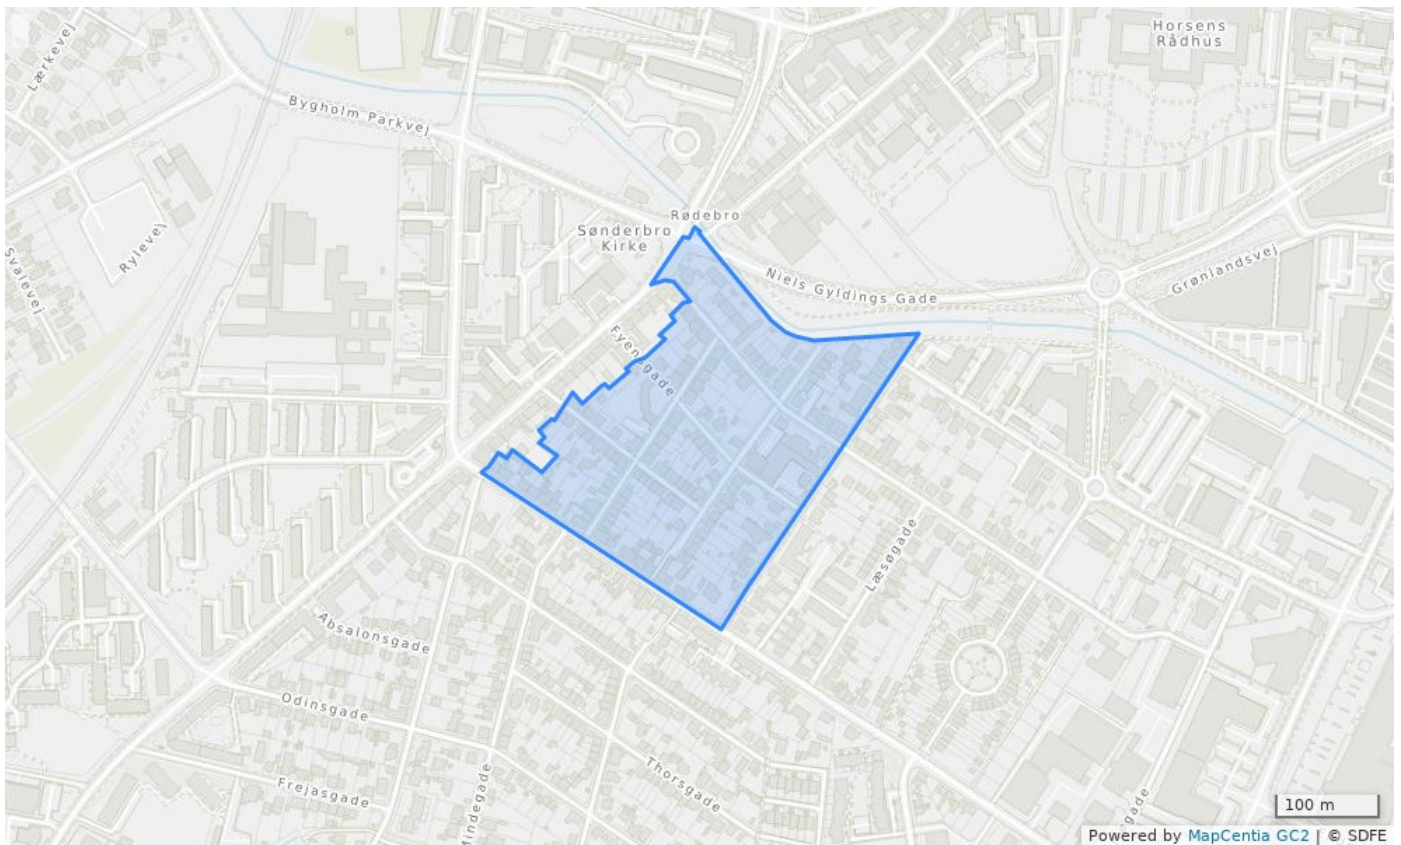 Horsens
Rådhus
Lærkevej
Bygholm Parkvej
Rødebro
Sønderbro
Kirke
Rylevej
Svalevej
Niels Gyldings Gade
Grønlandsvej
Fyensgade
Læsøgade
Absalonsgade
Odinsgade
Thorsgade
Frejasgade
Mindegade
gade
100 m
Powered by MapCentia GC2 | © SDFE